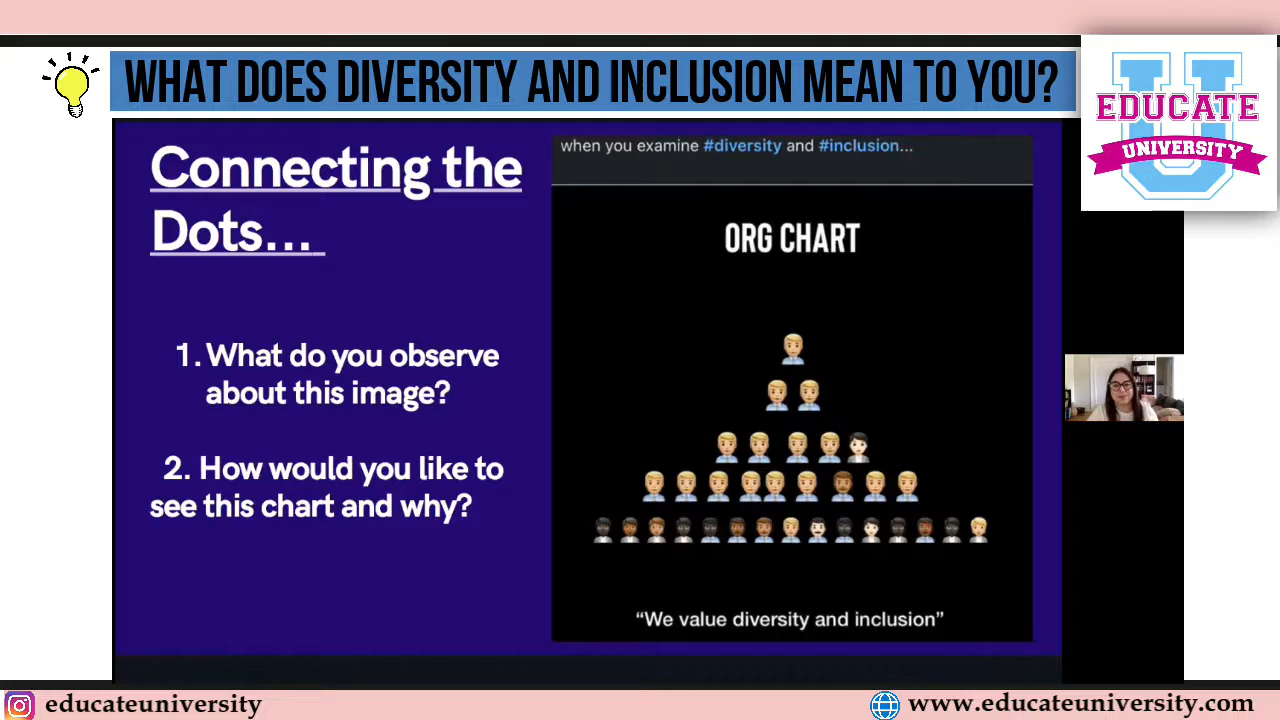 WHAT DOES DIVERSITY AND INCLUSION MEAN TO YOU?
EDUCATE
UNIVERSITY
Connecting the
Dots...
1. What do you observe
about this image?
2. How would you like to
see this chart and why?
when you examine #diversity and #inclusion...
ORG CHART
“We value diversity and inclusion”
educateuniversity
www.educateuniversity.com